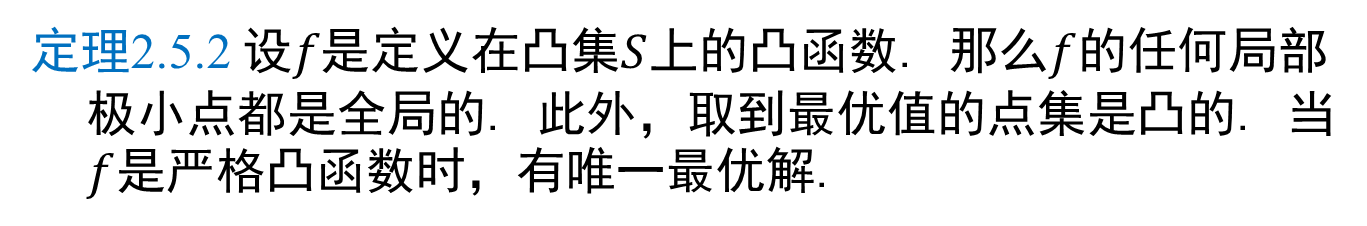 定理2.5.2 设f是定义在凸集S上的凸函数. 那么f的任何局部
极小点都是全局的. 此外，取到最优值的点集是凸的. 当
f是严格凸函数时，有唯一最优解.